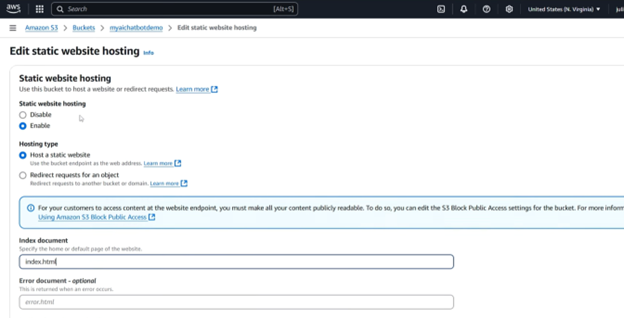 aws Search [Alt+S] United States (N. Virginia)
Amazon S3 > Buckets > myaichatbotdemo > Edit static website hosting
Edit static website hosting Info
Static website hosting
Use this bucket to host a website or redirect requests. Learn more
Static website hosting
Disable
Enable
Hosting type
Host a static website
Use the bucket endpoint as the web address. Learn more
Redirect requests for an object
Redirect requests to another bucket or domain. Learn more
For your customers to access content at the website endpoint, you must make all your content publicly readable. To do so, you can edit the S3 Block Public Access settings for the bucket. For more
Using Amazon S3 Block Public Access
Index document
Specify the home or default page of the website.
index.html
Error document - optional
This is returned when an error occurs.
error.html